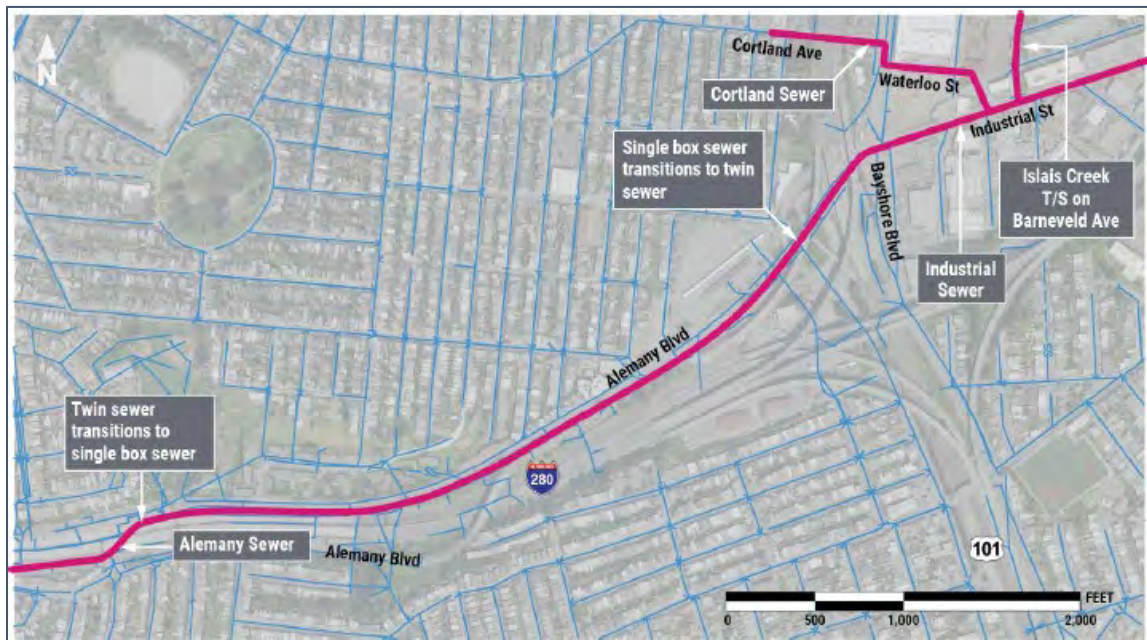 N
Cortland Ave
Waterloo St
Cortland Sewer
Industrial St
Single box sewer
transitions to twin
sewer
Bayshore Blvd
Islais Creek
T/S on
Barneveld Ave
Industrial
Sewer
Alemany Blvd
Twin sewer
transitions to
single box sewer
280
Alemany Sewer
Alemany Blvd
101
FEET
0
500
1,000
2,000